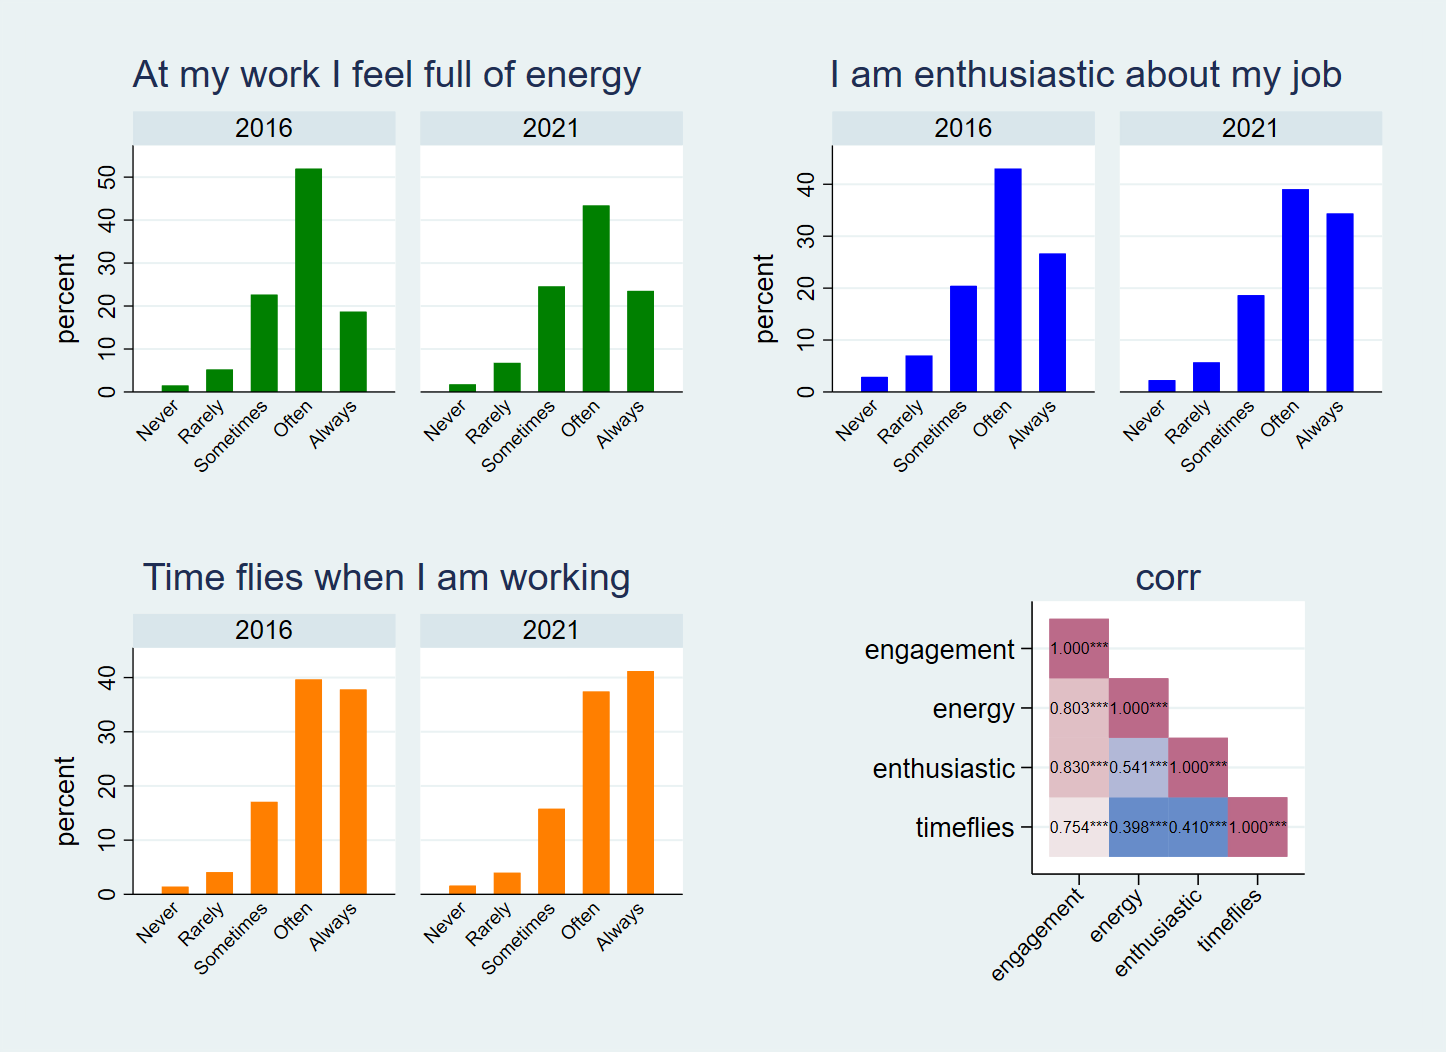 At my work I feel full of energy
2016 2021
percent
0 10 20 30 40 50
Never Rarely Sometimes Often Always
Never Rarely Sometimes Often Always
I am enthusiastic about my job
2016 2021
percent
0 10 20 30 40
Never Rarely Sometimes Often Always
Never Rarely Sometimes Often Always
Time flies when I am working
2016 2021
percent
0 10 20 30 40
Never Rarely Sometimes Often Always
Never Rarely Sometimes Often Always
corr
engagement 1.000***
energy 0.803*** 1.000***
enthusiastic 0.830*** 0.541*** 1.000***
timeflies 0.754*** 0.398*** 0.410*** 1.000***
engagement energy enthusiastic timeflies